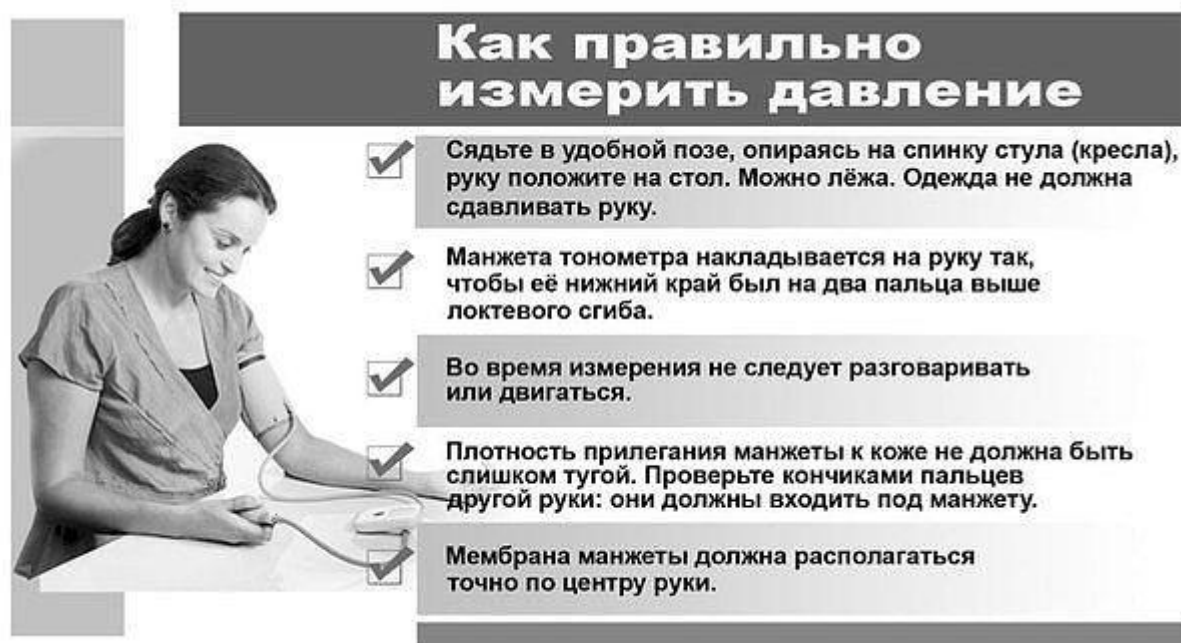 Как правильно
измерить давление
Сядьте в удобной позе, опираясь на спинку стула (кресла),
руку положите на стол. Можно лёжа. Одежда не должна
сдавливать руку.
Манжета тонометра накладывается на руку так,
чтобы её нижний край был на два пальца выше
локтевого сгиба.
Во время измерения не следует разговаривать
или двигаться.
Плотность прилегания манжеты к коже не должна быть
слишком тугой. Проверьте кончиками пальцев
другой руки: они должны входить под манжету.
Мембрана манжеты должна располагаться
точно по центру руки.